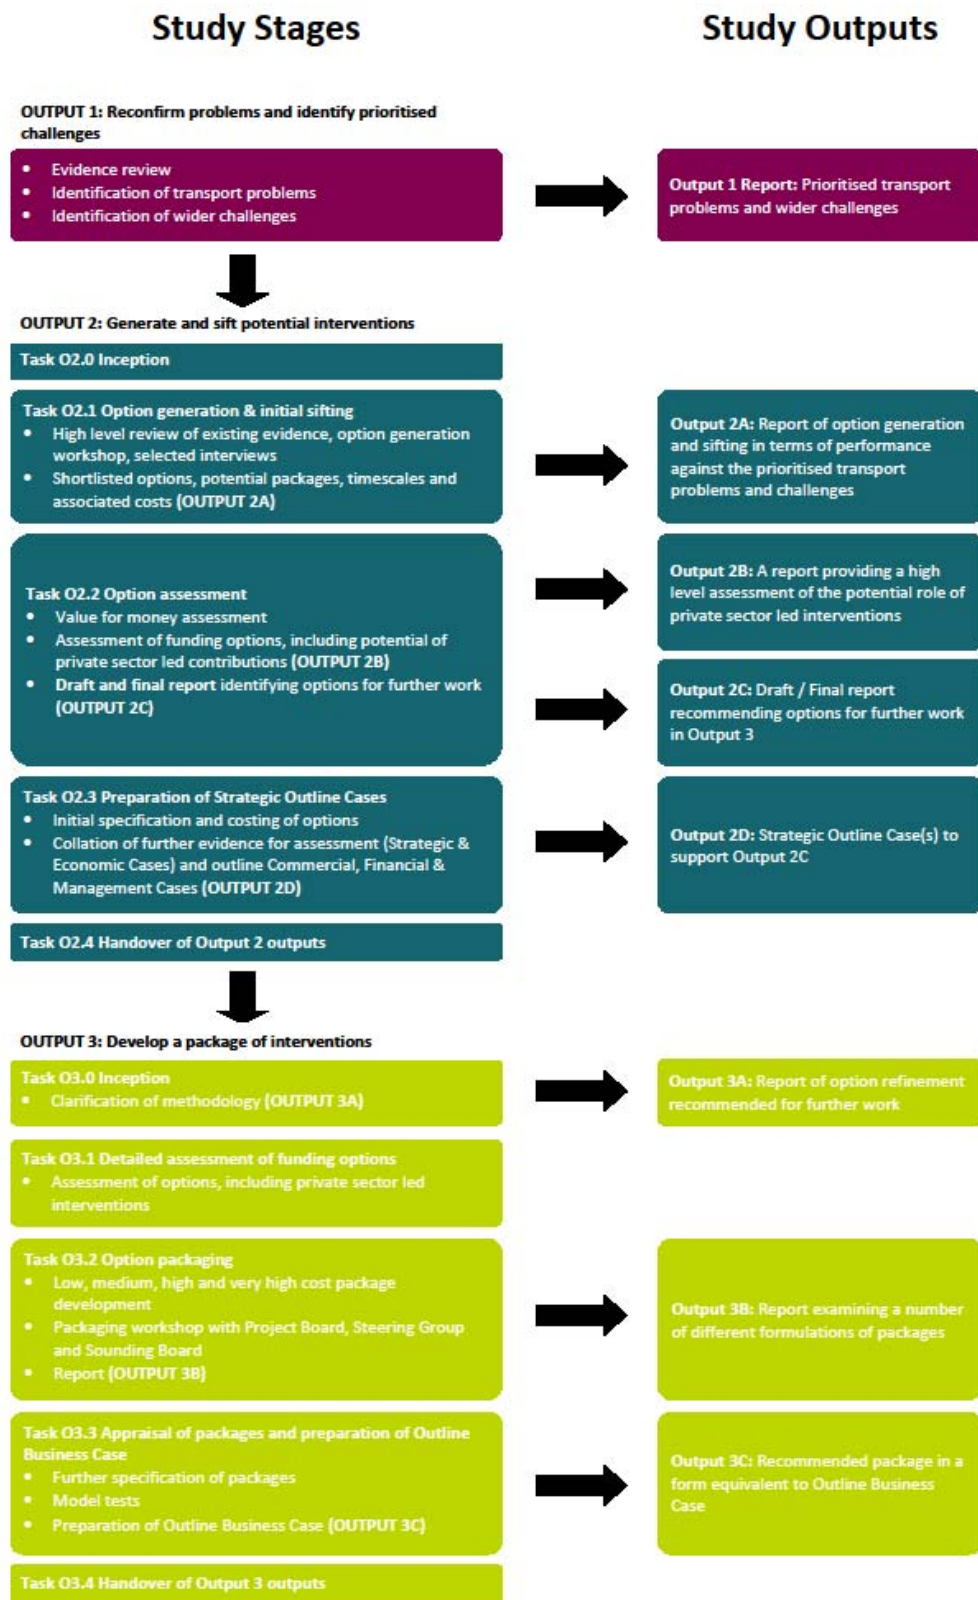 Study Stages
Study Outputs
OUTPUT 1: Reconfirm problems and identify prioritised
challenges
• Evidence review
• Identification of transport problems
• Identification of wider challenges
Output 1 Report: Prioritised transport
problems and wider challenges
OUTPUT 2: Generate and sift potential interventions
Task O2.0 Inception
Task O2.1 Option generation & initial sifting
• High level review of existing evidence, option generation
workshop, selected interviews
• Shortlisted options, potential packages, timescales and
associated costs (OUTPUT 2A)
Output 2A: Report of option generation
and sifting in terms of performance
against the prioritised transport
problems and challenges
Task O2.2 Option assessment
• Value for money assessment
• Assessment of funding options, including potential of
private sector led contributions (OUTPUT 2B)
• Draft and final report identifying options for further work
(OUTPUT 2C)
Output 2B: A report providing a high
level assessment of the potential role of
private sector led interventions
Output 2C: Draft / Final report
recommending options for further work
in Output 3
Task O2.3 Preparation of Strategic Outline Cases
• Initial specification and costing of options
• Collation of further evidence for assessment (Strategic &
Economic Cases) and outline Commercial, Financial &
Management Cases (OUTPUT 2D)
Output 2D: Strategic Outline Case(s) to
support Output 2C
Task O2.4 Handover of Output 2 outputs
OUTPUT 3: Develop a package of interventions
Task O3.0 Inception
• Clarification of methodology (OUTPUT 3A)
Output 3A: Report of option refinement
recommended for further work
Task O3.1 Detailed assessment of funding options
• Assessment of options, including private sector led
interventions
Task O3.2 Option packaging
• Low, medium, high and very high cost package
development
• Packaging workshop with Project Board, Steering Group
and Sounding Board
• Report (OUTPUT 3B)
Output 3B: Report examining a number
of different formulations of packages
Task O3.3 Appraisal of packages and preparation of Outline
Business Case
• Further specification of packages
• Model tests
• Preparation of Outline Business Case (OUTPUT 3C)
Output 3C: Recommended package in a
form equivalent to Outline Business
Case
Task O3.4 Handover of Output 3 outputs